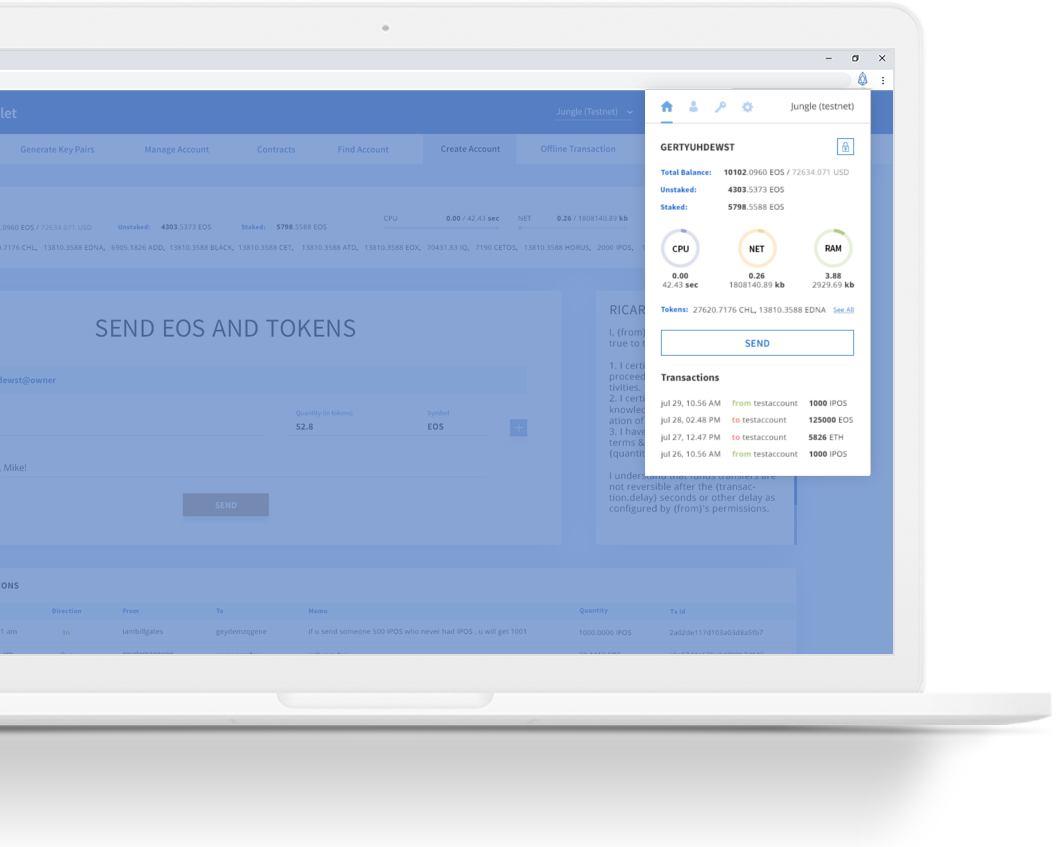 let
Jungle (Testnet)
Jungle (testnet)
Generate Key Pairs Manage Account Contracts Find Account Create Account Offline Transaction
GERTYUHDEWST
Total Balance: 10102.0960 EOS / 72634.071 USD
Unstaked: 4303.5373 EOS
Staked: 5798.5588 EOS
CPU NET RAM
0.00 0.26 3.88
42.43 sec 1808140.89 kb 2929.69 kb
Tokens: 27620.7176 CHL, 13810.3588 EDNA See All
SEND
Transactions
jul 29, 10.56 AM from testaccount 1000 IPOS
jul 28, 02.48 PM to testaccount 125000 EOS
jul 27, 12.47 PM to testaccount 5826 ETH
jul 26, 10.56 AM from testaccount 1000 IPOS
CPU 0.00 / 42.43 sec NET 0.26 / 1808140.89 kb
.0960 EOS / 72634.071 USD Unstaked: 4303.5373 EOS Staked: 5798.5588 EOS
.7176 CHL, 13810.3588 EDNA, 6905.1826 ADD, 13810.3588 BLACK, 13810.3588 CET, 13810.3588 ATD, 13810.3588 EOX, 70431.83 IQ, 7190 CETOS, 13810.3588 HORUS, 2000 IPOS,
SEND EOS AND TOKENS
dewst@owner
Quantity (in tokens) Symbol
52.8 EOS +
, Mike!
SEND
RICAR
I, {from}
true to t
1. I certi
proceed
tivities.
2. I certi
knowled
ation of
3. I have
terms &
{quantit
I understand that funds transfers are
not reversible after the {transac-
tion.delay} seconds or other delay as
configured by {from}'s permissions.
ONS
Direction From To Memo Quantity Tx id
1 am In iambillgates geydemzqgene if u send someone 500 IPOS who never had IPOS , u will get 1001 1000.0000 IPOS 2ad2de117d103a03d8a5fb7